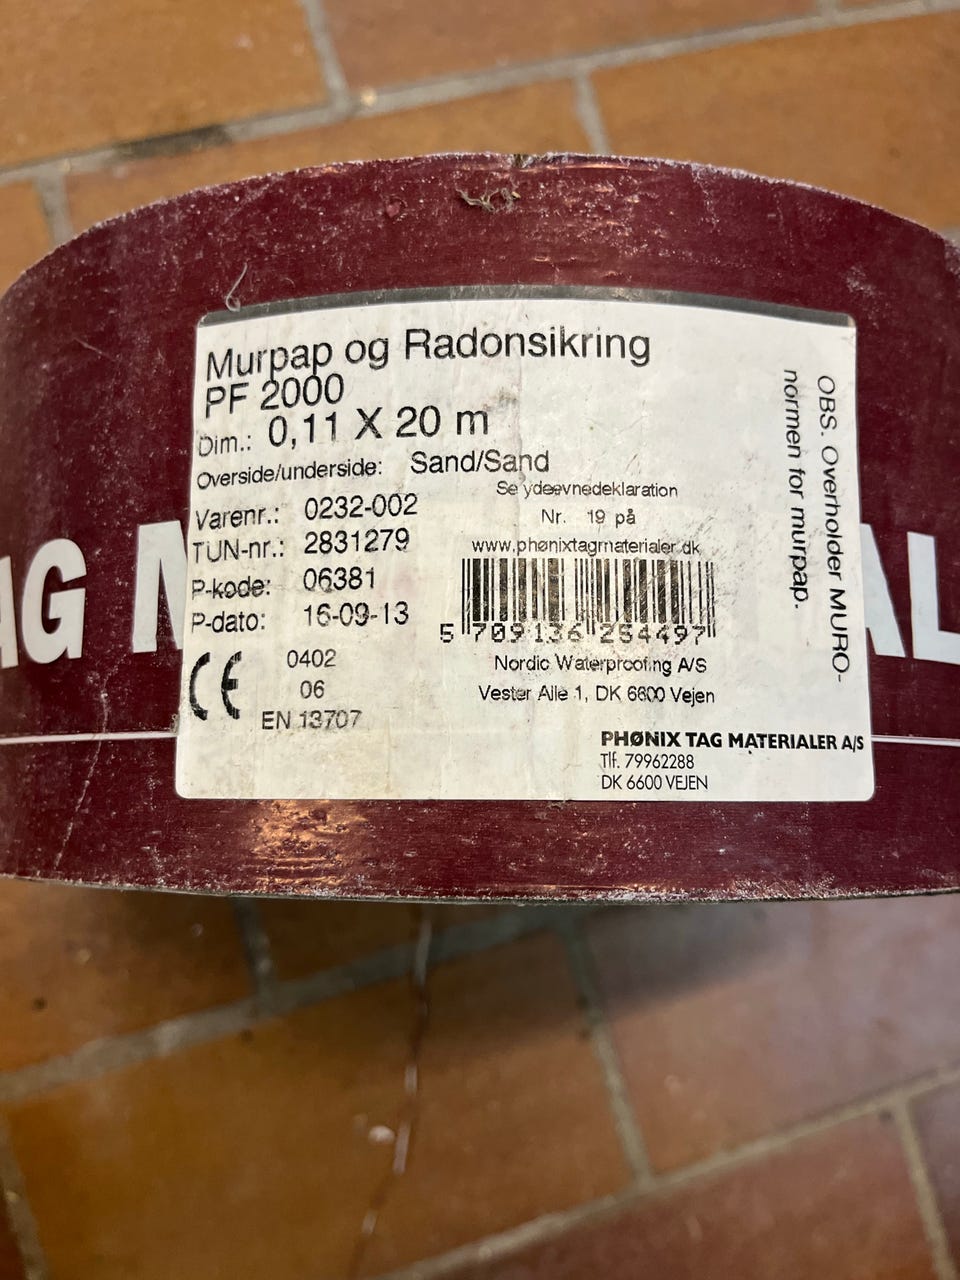 Murpap og Radonsikring
PF 2000
Dim.: 0,11 X 20 m
Overside/underside: Sand/Sand
Se ydeevnedeklaration
Nr. 19 på
www.phønixtagmaterialer.dk
Varenr.: 0232-002
TUN-nr.: 2831279
P-kode: 06381
P-dato: 16-09-13
5 709136 254497
Nordic Waterproofing A/S
Vester Alle 1, DK 6600 Vejen
CE
0402
06
EN 13707
PHØNIX TAG MATERIALER A/S
Tlf. 79962288
DK 6600 VEJEN
OBS. Overholder MURO-
normen for murpap.
AG M AL